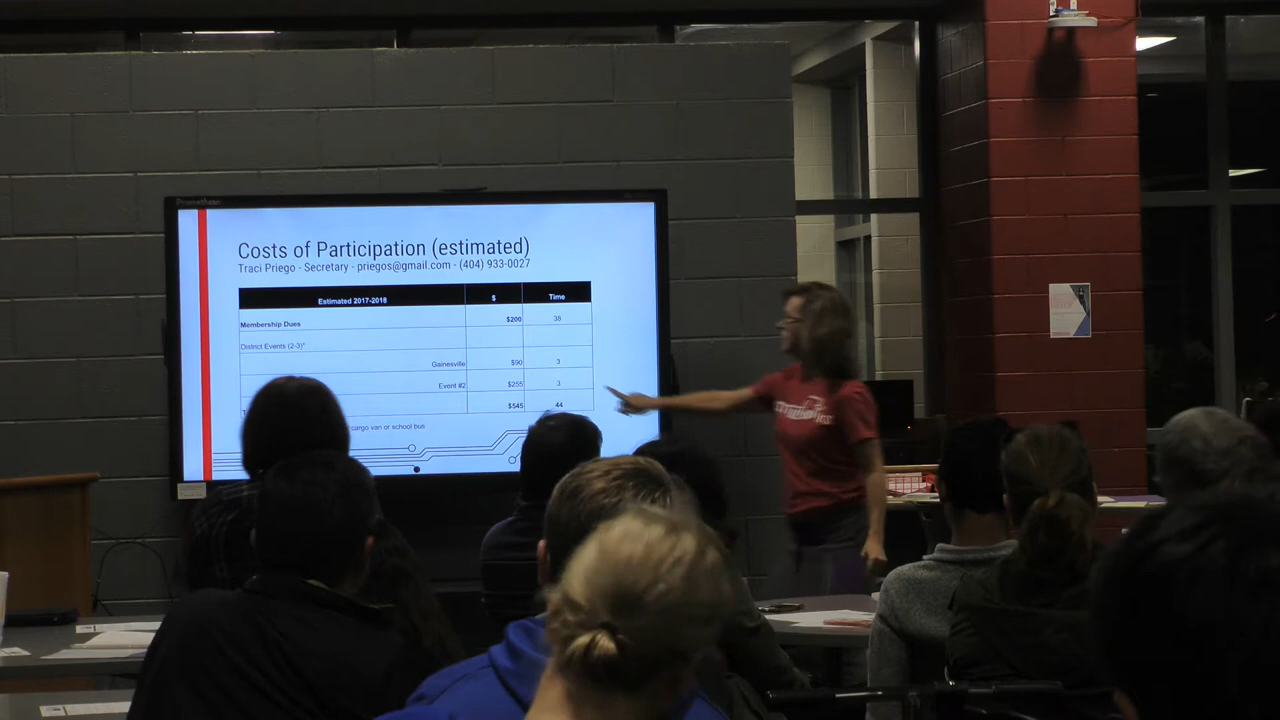 Promethean
Costs of Participation (estimated)
Traci Priego - Secretary - priegos@gmail.com - (404) 933-0027
Estimated 2017-2018 $ Time
Membership Dues $200 38
District Events (2-3)*
Gainesville $90 3
Event #2 $255 3
$545 44
cargo van or school bus